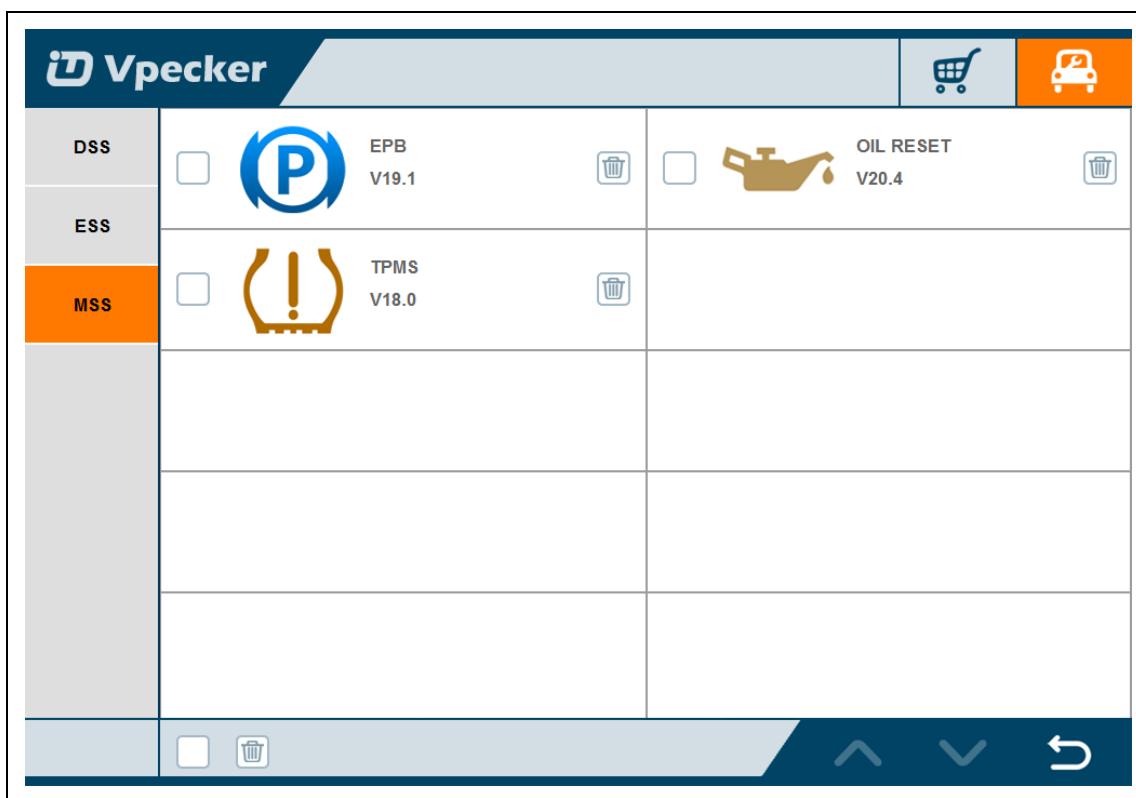 Vpecker
DSS
ESS
MSS
EPB
V19.1
OIL RESET
V20.4
TPMS
V18.0